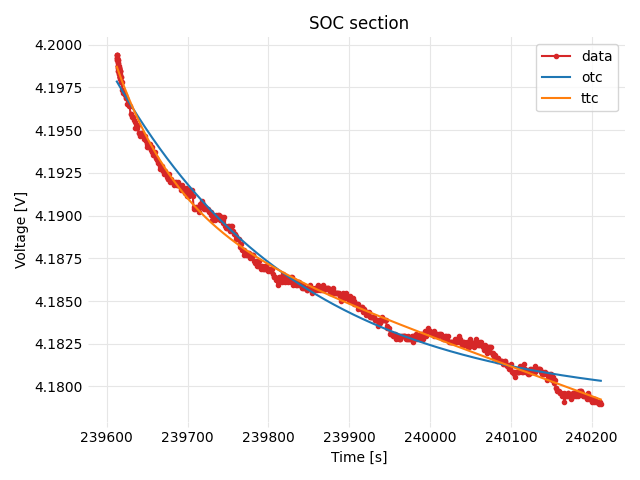 SOC section
4.2000
4.1975
4.1950
4.1925
4.1900
4.1875
4.1850
4.1825
4.1800
Voltage [V]
data
otc
ttc
239600 239700 239800 239900 240000 240100 240200
Time [s]